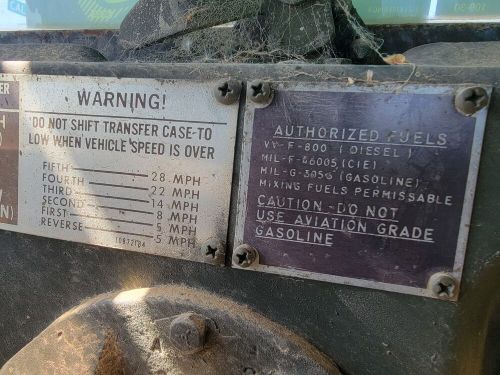 WARNING!
DO NOT SHIFT TRANSFER CASE TO
LOW WHEN VEHICLE SPEED IS OVER
FIFTH 28 MPH
FOURTH 22 MPH
THIRD 14 MPH
SECOND 8 MPH
FIRST 5 MPH
REVERSE 5 MPH
AUTHORIZED FUELS
VV-F-800 (DIESEL)
MIL-F-46005 (CIE)
MIL-G-3056 (GASOLINE)
MIXING FUELS PERMISSABLE
CAUTION-DO NOT
USE AVIATION GRADE
GASOLINE